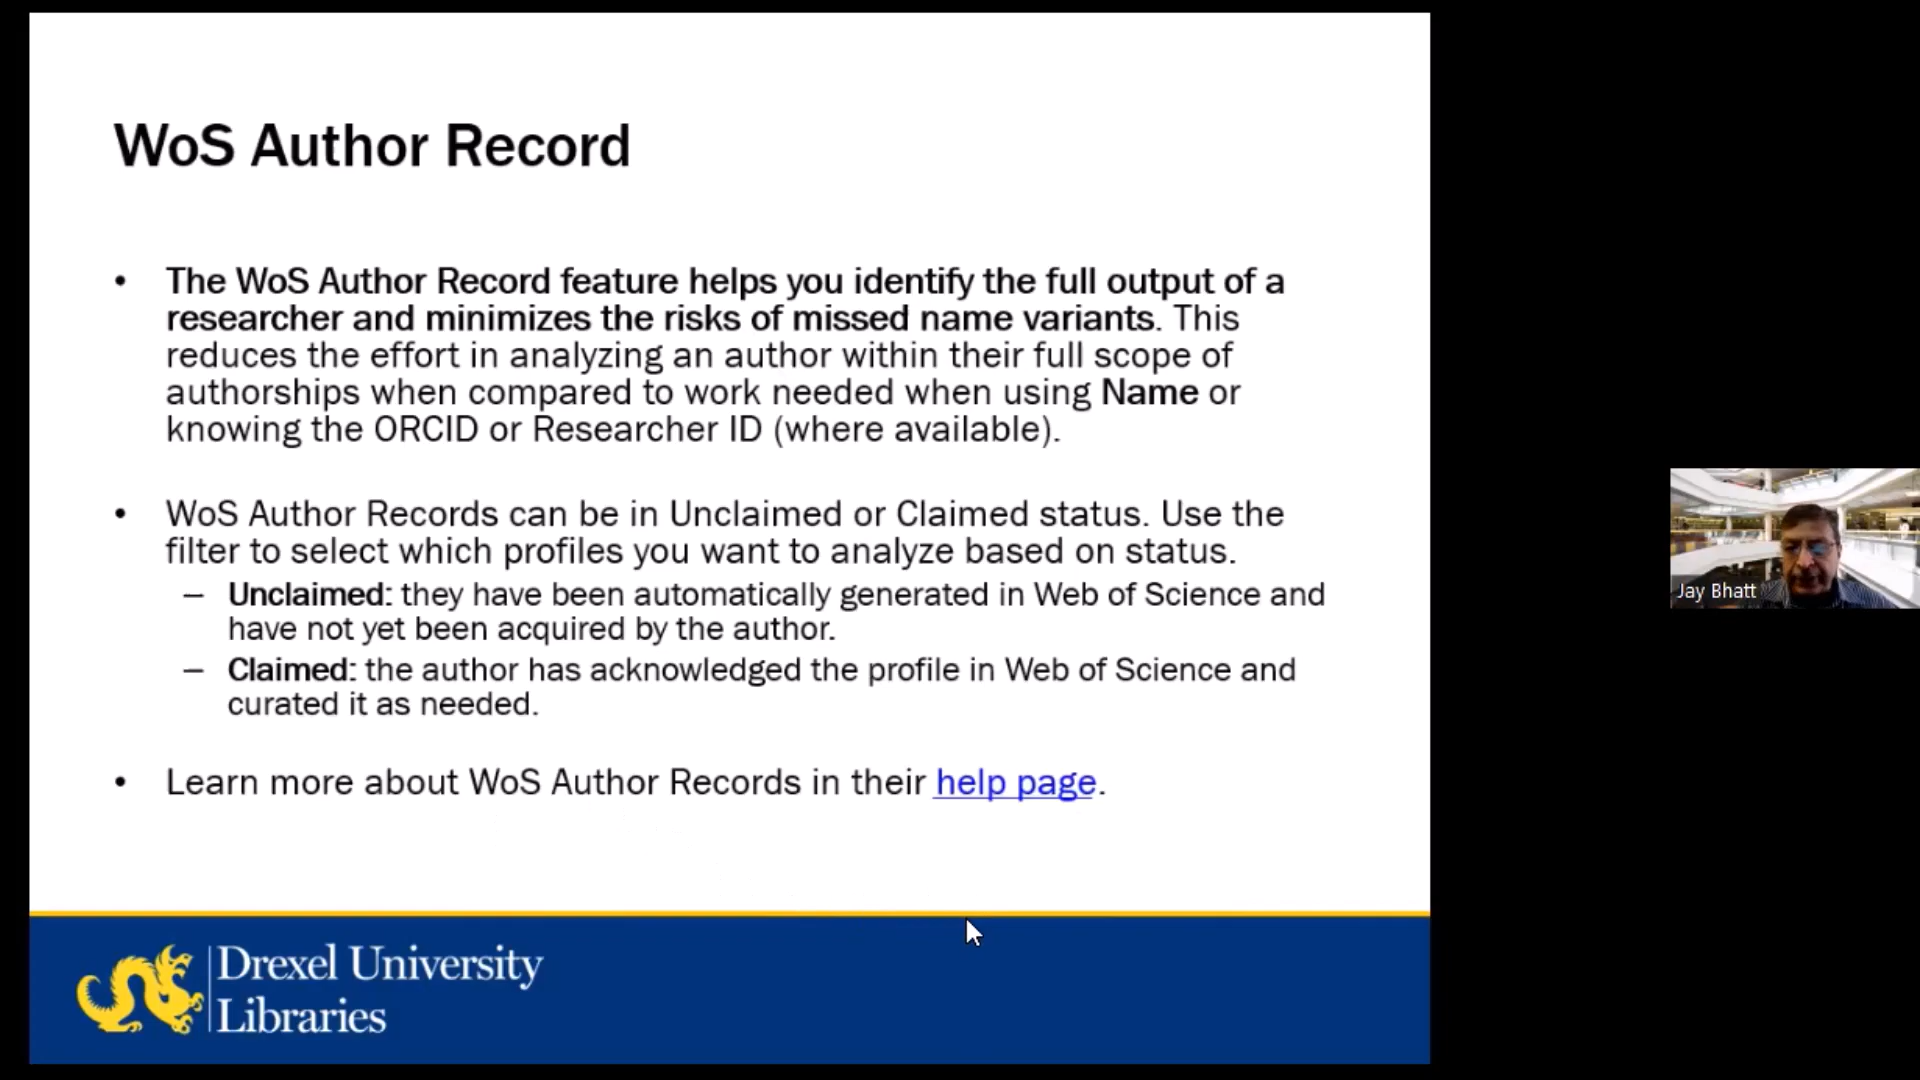 WoS Author Record
• The WoS Author Record feature helps you identify the full output of a
researcher and minimizes the risks of missed name variants. This
reduces the effort in analyzing an author within their full scope of
authorships when compared to work needed when using Name or
knowing the ORCID or Researcher ID (where available).
• WoS Author Records can be in Unclaimed or Claimed status. Use the
filter to select which profiles you want to analyze based on status.
– Unclaimed: they have been automatically generated in Web of Science and
have not yet been acquired by the author.
– Claimed: the author has acknowledged the profile in Web of Science and
curated it as needed.
• Learn more about WoS Author Records in their help page.
Drexel University
Libraries
Jay Bhatt